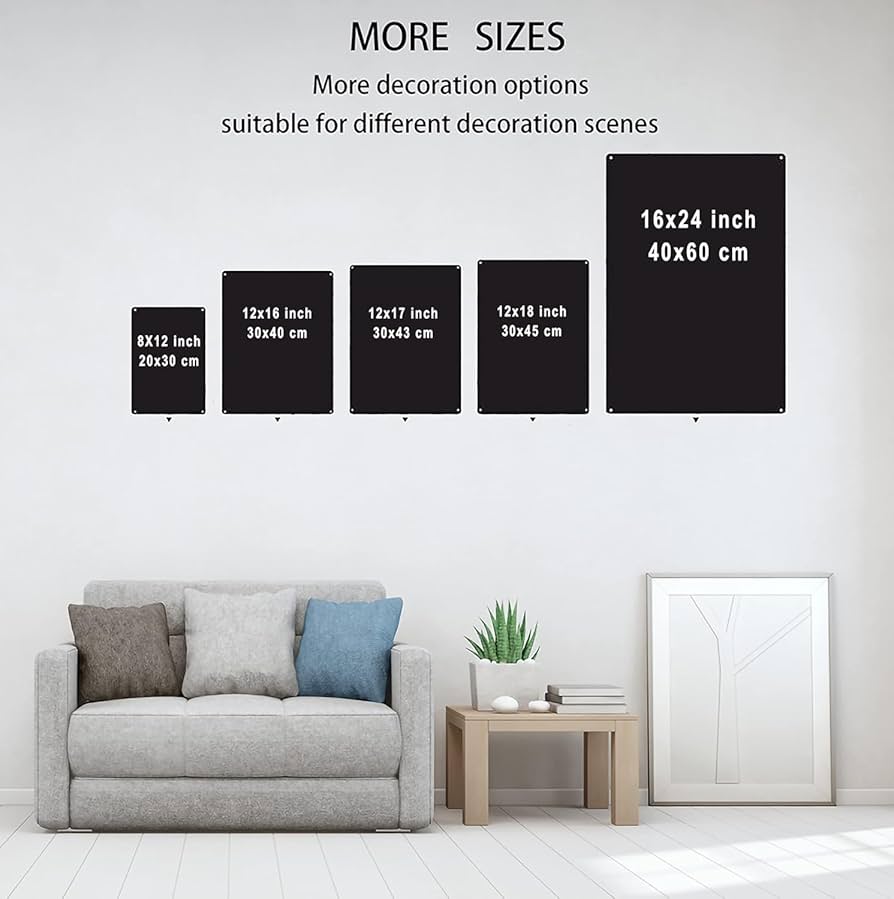 MORE SIZES
More decoration options
suitable for different decoration scenes
8X12 inch
20x30 cm
12x16 inch
30x40 cm
12x17 inch
30x43 cm
12x18 inch
30x45 cm
16x24 inch
40x60 cm